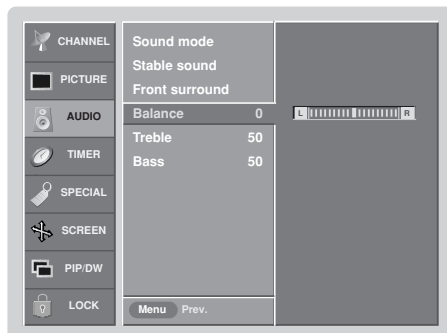 CHANNEL
PICTURE
AUDIO
TIMER
SPECIAL
SCREEN
PIP/DW
LOCK
Sound mode
Stable sound
Front surround
Balance 0
Treble 50
Bass 50
Menu Prev.
L R